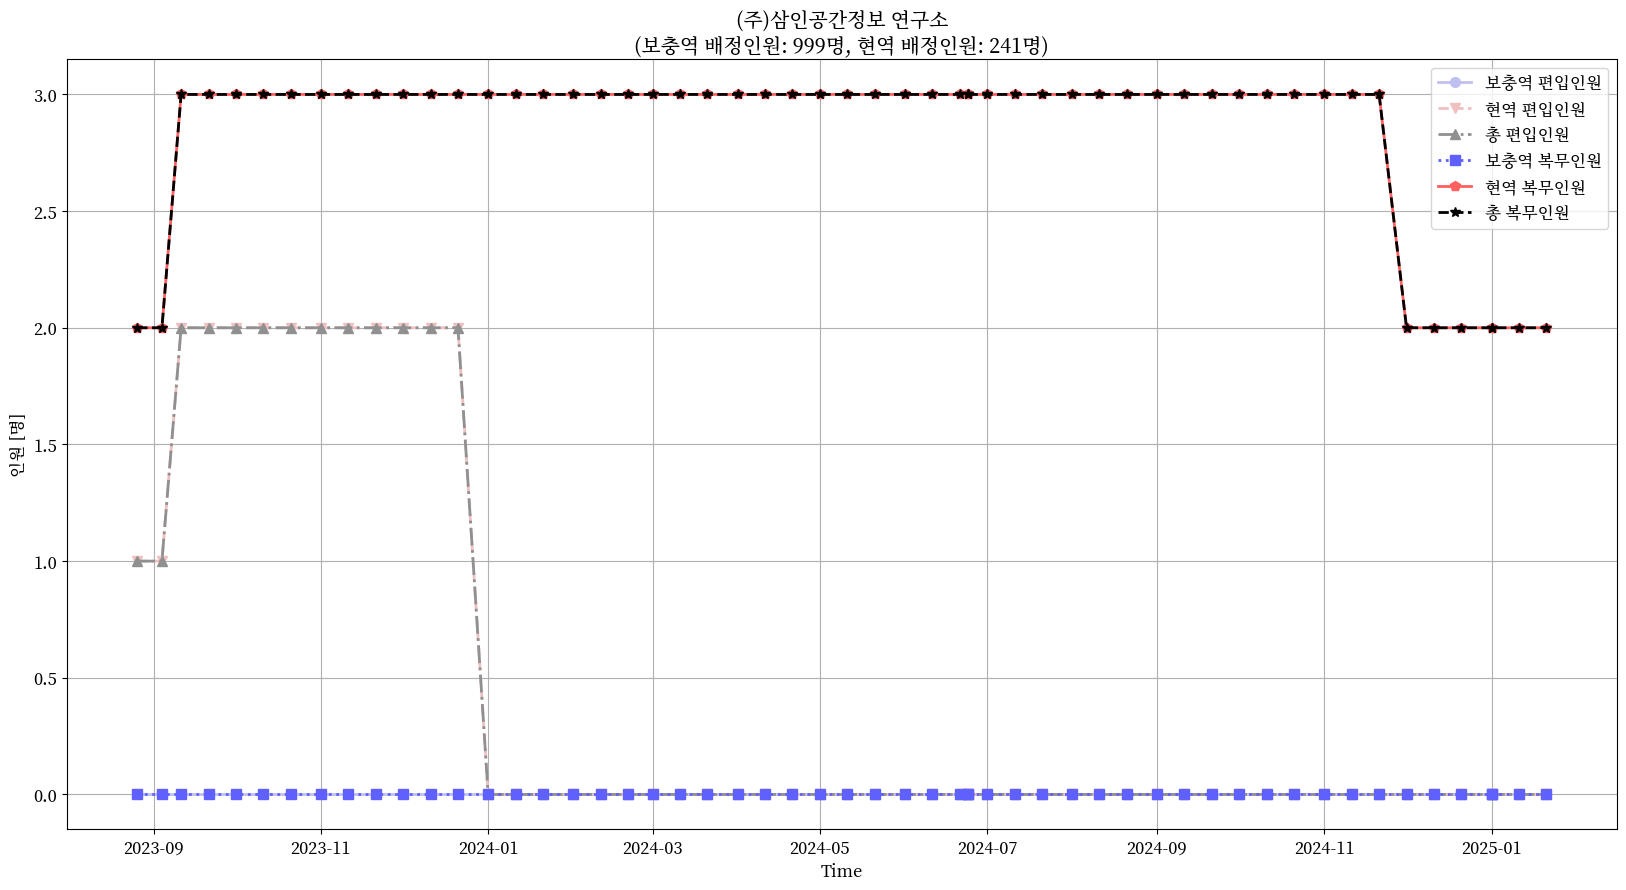 (주)삼인공간정보 연구소
(보충역 배정인원: 999명, 현역 배정인원: 241명)
보충역 편입인원
현역 편입인원
총 편입인원
보충역 복무인원
현역 복무인원
총 복무인원
인원 [명]
3.0
2.5
2.0
1.5
1.0
0.5
0.0
2023-09 2023-11 2024-01 2024-03 2024-05 2024-07 2024-09 2024-11 2025-01
Time